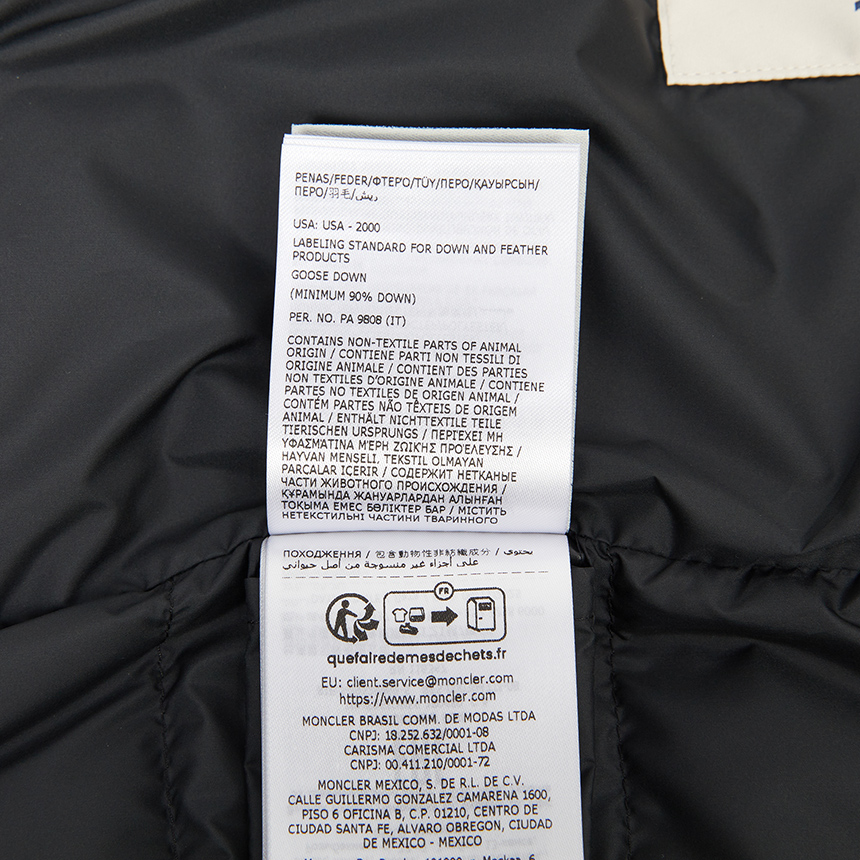 PENAS/FEDER/ΦΤΕΡΌ/TÜY/ПЕРО/ҚАУЫРСЫН/
ПЕРО/羽毛/ريش
USA: USA - 2000
LABELING STANDARD FOR DOWN AND FEATHER
PRODUCTS
GOOSE DOWN
(MINIMUM 90% DOWN)
PER. NO. PA 9808 (IT)
CONTAINS NON-TEXTILE PARTS OF ANIMAL
ORIGIN / CONTIENE PARTI NON TESSILI DI
ORIGINE ANIMALE / CONTIENT DES PARTIES
NON TEXTILES D'ORIGINE ANIMALE / CONTIENE
PARTES NO TEXTILES DE ORIGEN ANIMAL /
CONTÉM PARTES NÃO TÊXTEIS DE ORIGEM
ANIMAL / ENTHÄLT NICHTTEXTILE TEILE
TIERISCHEN URSPRUNGS / ΠΕΡΙΈΧΕΙ ΜΗ
ΥΦΑΣΜΆΤΙΝΑ ΜΈΡΗ ΖΩΙΚΉΣ ΠΡΟΈΛΕΥΣΗΣ /
HAYVAN MENŞELİ, TEKSTIL OLMAYAN
PARÇALAR İÇERİR / СОДЕРЖИТ НЕТКАНЫЕ
ЧАСТИ ЖИВОТНОГО ПРОИСХОЖДЕНИЯ /
ҚҰРАМЫНДА ЖАНУАРЛАРДАН АЛЫНҒАН
ТОҚЫМА ЕМЕС БӨЛІКТЕР БАР / МІСТИТЬ
НЕТЕКСТИЛЬНІ ЧАСТИНИ ТВАРИННОГО
ПОХОДЖЕННЯ / 包含動物性非紡織成分 / يحتوي
على أجزاء غير منسوجة من أصل حيواني
FR
quefairedemesdechets.fr
EU: client.service@moncler.com
https://www.moncler.com
MONCLER BRASIL COMM. DE MODAS LTDA
CNPJ: 18.252.632/0001-08
CARISMA COMERCIAL LTDA
CNPJ: 00.411.210/0001-72
MONCLER MEXICO, S. DE R.L. DE C.V.
CALLE GUILLERMO GONZALEZ CAMARENA 1600,
PISO 6 OFICINA B, C.P. 01210, CENTRO DE
CIUDAD SANTA FE, ALVARO OBREGON, CIUDAD
DE MEXICO - MEXICO